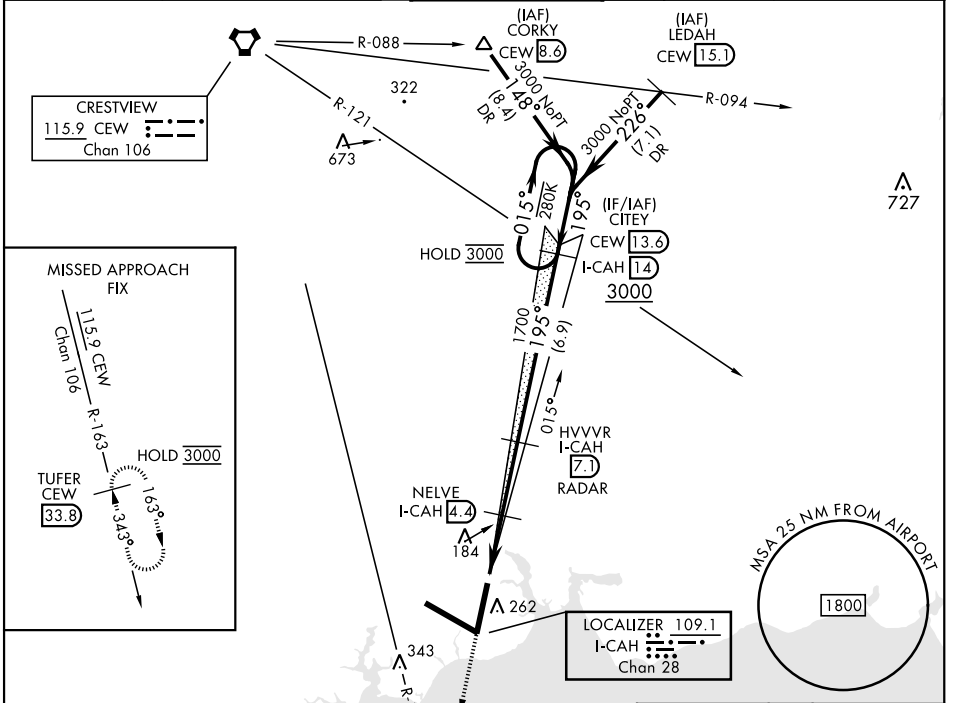 (IAF)
CORKY
CEW 8.6
(IAF)
LEDAH
CEW 15.1
R-088
R-094
R-121
CRESTVIEW
115.9 CEW
Chan 106
322
673
3000 NoPT
148°
(8.4)
DR
3000 NoPT
226°
(7.1)
DR
727
015°
280K
195°
(IF/IAF)
CITEY
CEW 13.6
I-CAH 14
3000
HOLD 3000
MISSED APPROACH
FIX
115.9 CEW
Chan 106
R-163
HOLD 3000
TUFER
CEW
33.8
163°
343°
1700
195°
(6.9)
015°
HVVVR
I-CAH
7.1
RADAR
NELVE
I-CAH 4.4
184
262
343
R-
LOCALIZER 109.1
I-CAH
Chan 28
MSA 25 NM FROM AIRPORT
1800